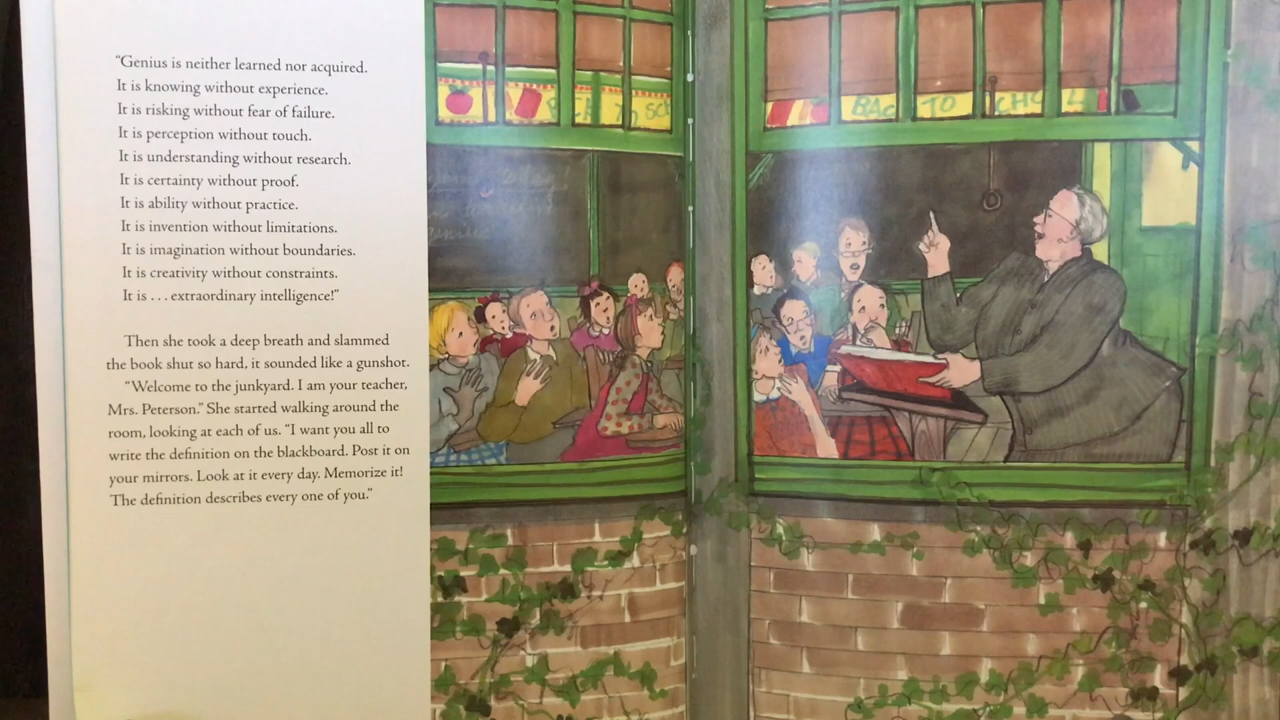 “Genius is neither learned nor acquired.
It is knowing without experience.
It is risking without fear of failure.
It is perception without touch.
It is understanding without research.
It is certainty without proof.
It is ability without practice.
It is invention without limitations.
It is imagination without boundaries.
It is creativity without constraints.
It is . . . extraordinary intelligence!”
Then she took a deep breath and slammed
the book shut so hard, it sounded like a gunshot.
“Welcome to the junkyard. I am your teacher,
Mrs. Peterson.” She started walking around the
room, looking at each of us. “I want you all to
write the definition on the blackboard. Post it on
your mirrors. Look at it every day. Memorize it!
The definition describes every one of you.”
TO SC
BAC TO CHO L